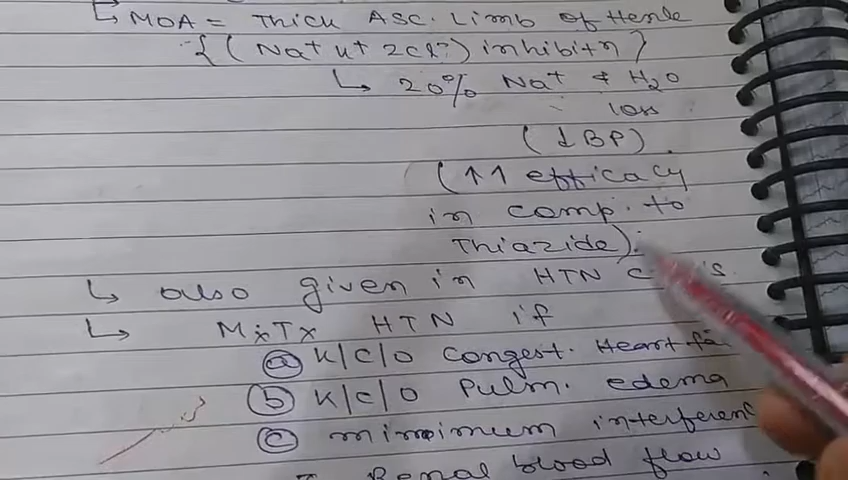 ↳ MOA = Thick Asc. Limb of Henle
{(Na+ K+ 2Cl-) inhibitn}
↳ 20% Na+ & H2O
loss
(↓BP).
(↑↑ efficacy
in comp. to
Thiazide).
↳ also given in HTN
↳ MxTx HTN if
(a) K/C/O Congest. Heart
(b) K/C/O Pulm. edema
(c) minimum
Renal blood flow